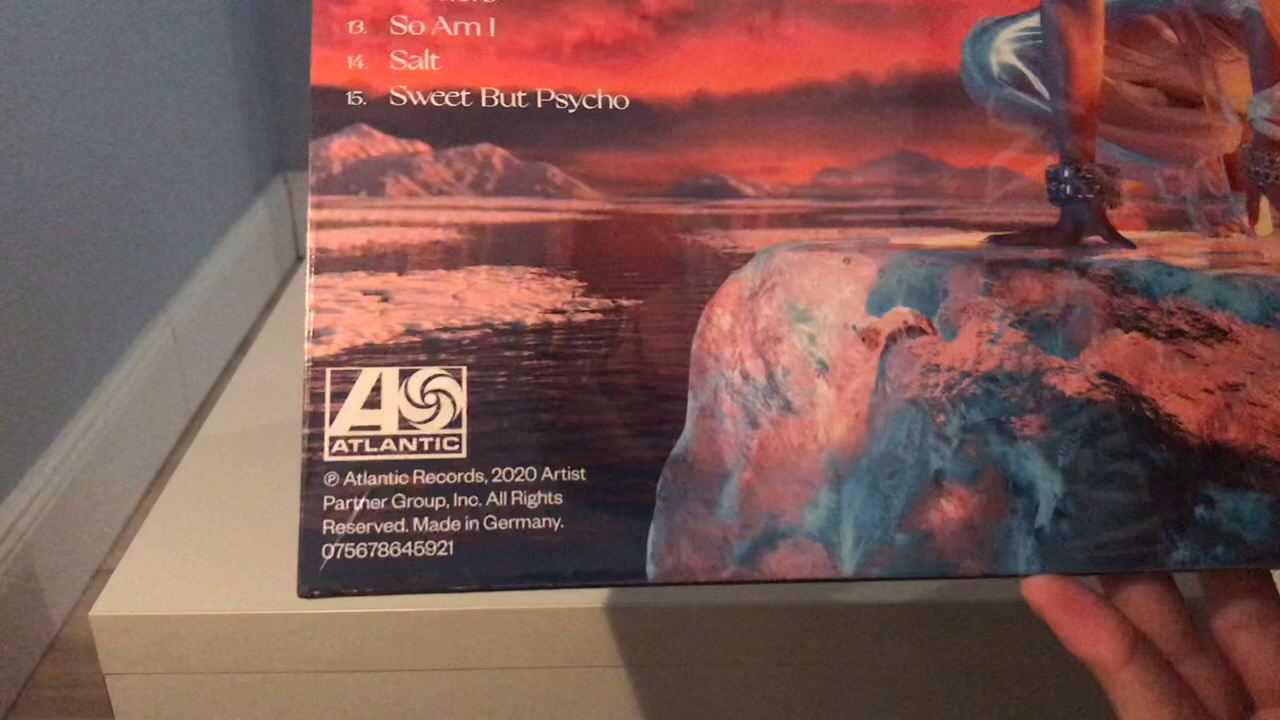 13. So Am I
14. Salt
15. Sweet But Psycho
ATLANTIC
℗ Atlantic Records, 2020 Artist
Partner Group, Inc. All Rights
Reserved. Made in Germany.
075678645921